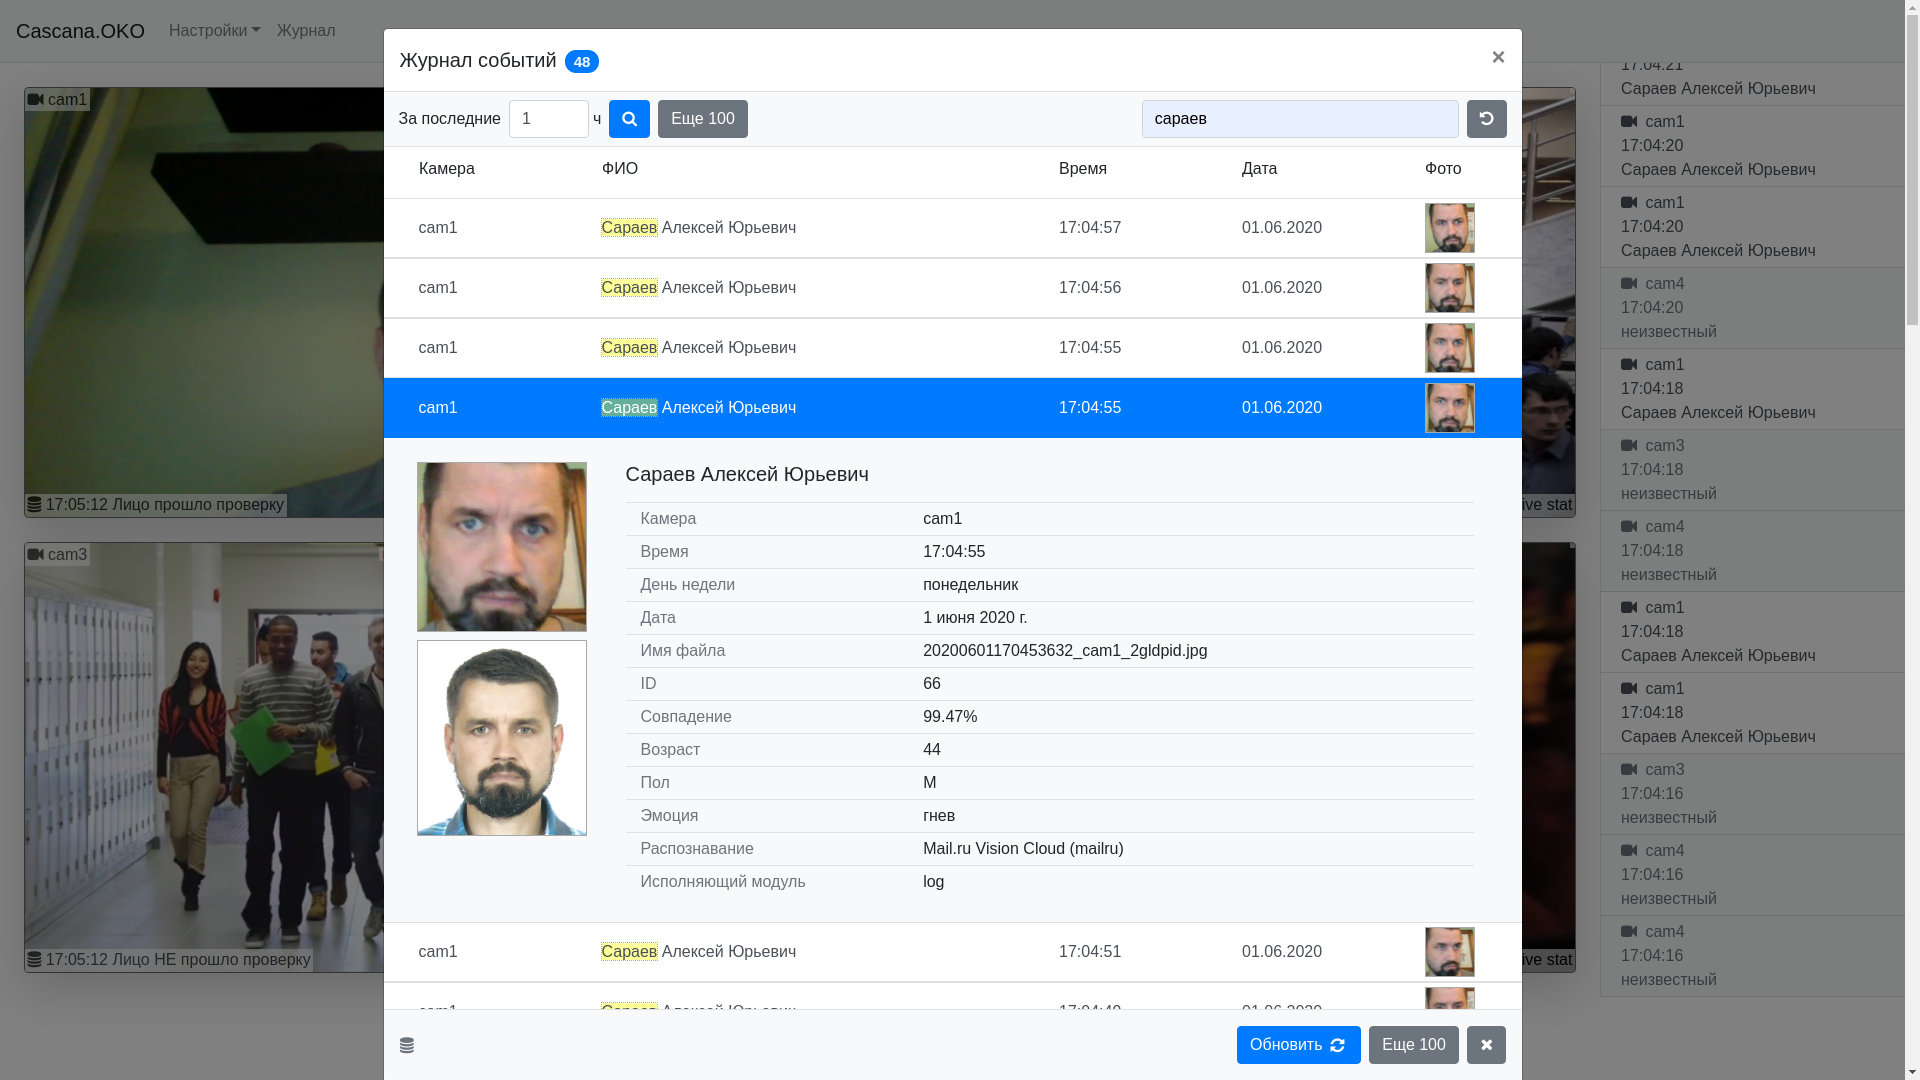 Cascana.OKO Настройки Журнал
Журнал событий 48
×
За последние 1 ч Еще 100 сараев
Камера ФИО Время Дата Фото
cam1 Сараев Алексей Юрьевич 17:04:57 01.06.2020
cam1 Сараев Алексей Юрьевич 17:04:56 01.06.2020
cam1 Сараев Алексей Юрьевич 17:04:55 01.06.2020
cam1 Сараев Алексей Юрьевич 17:04:55 01.06.2020
Сараев Алексей Юрьевич
Камера cam1
Время 17:04:55
День недели понедельник
Дата 1 июня 2020 г.
Имя файла 20200601170453632_cam1_2gldpid.jpg
ID 66
Совпадение 99.47%
Возраст 44
Пол М
Эмоция гнев
Распознавание Mail.ru Vision Cloud (mailru)
Исполняющий модуль log
cam1 Сараев Алексей Юрьевич 17:04:51 01.06.2020
cam1 Сараев Алексей Юрьевич 17:04:49 01.06.2020
Обновить Еще 100
cam1
17:05:12 Лицо прошло проверку
ive stat
cam3
17:05:12 Лицо НЕ прошло проверку
ive stat
17:04:21
Сараев Алексей Юрьевич
cam1
17:04:20
Сараев Алексей Юрьевич
cam1
17:04:20
Сараев Алексей Юрьевич
cam4
17:04:20
неизвестный
cam1
17:04:18
Сараев Алексей Юрьевич
cam3
17:04:18
неизвестный
cam4
17:04:18
неизвестный
cam1
17:04:18
Сараев Алексей Юрьевич
cam1
17:04:18
Сараев Алексей Юрьевич
cam3
17:04:16
неизвестный
cam4
17:04:16
неизвестный
cam4
17:04:16
неизвестный